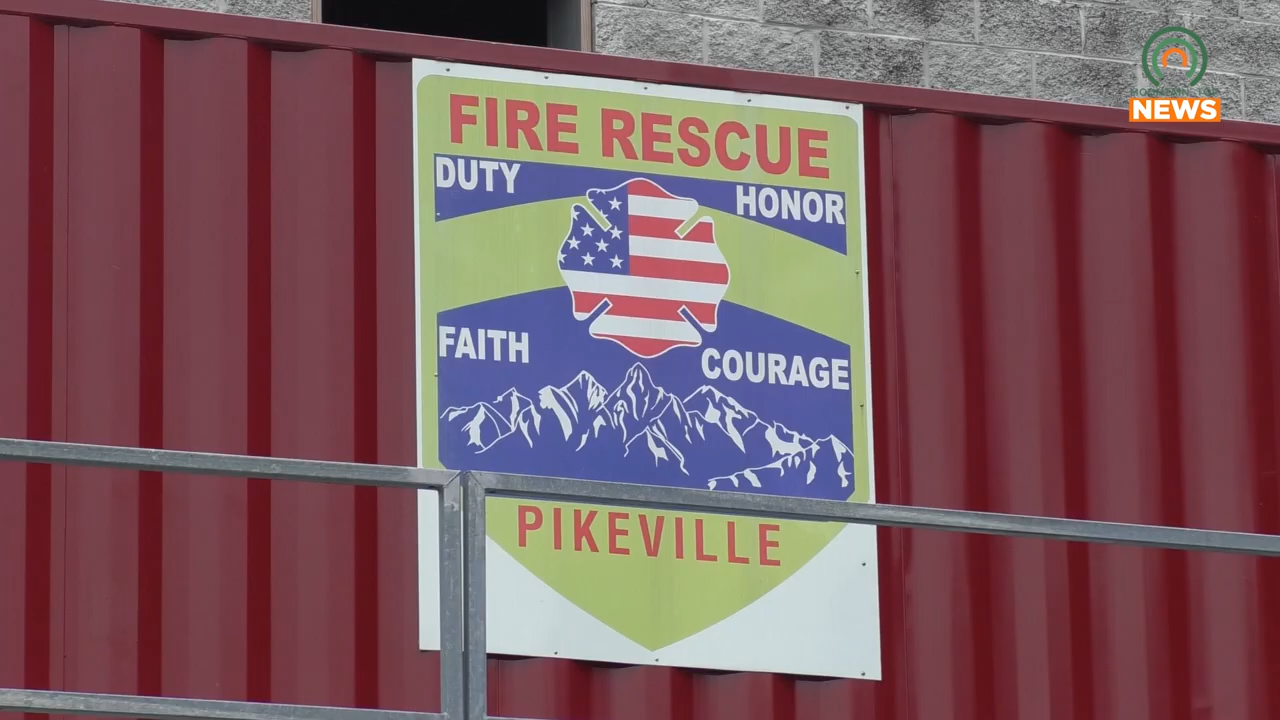 FIRE RESCUE
DUTY
HONOR
FAITH
COURAGE
PIKEVILLE
NEWS